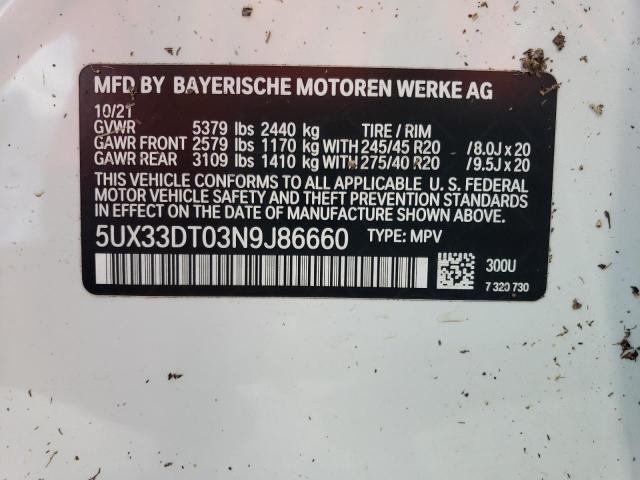 MFD BY BAYERISCHE MOTOREN WERKE AG
10/21
GVWR 5379 lbs 2440 kg TIRE / RIM
GAWR FRONT 2579 lbs 1170 kg WITH 245/45 R20 /8.0J x 20
GAWR REAR 3109 lbs 1410 kg WITH 275/40 R20 /9.5J x 20
THIS VEHICLE CONFORMS TO ALL APPLICABLE U. S. FEDERAL
MOTOR VEHICLE SAFETY AND THEFT PREVENTION STANDARDS
IN EFFECT ON THE DATE OF MANUFACTURE SHOWN ABOVE.
5UX33DT03N9J86660 TYPE: MPV
300U
7 320 730